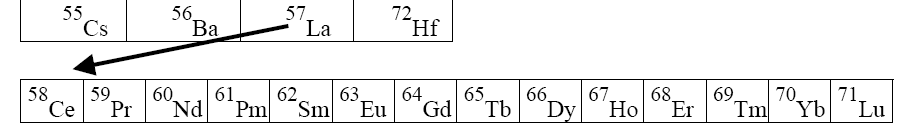 55Cs 56Ba 57La 72Hf
58Ce 59Pr 60Nd 61Pm 62Sm 63Eu 64Gd 65Tb 66Dy 67Ho 68Er 69Tm 70Yb 71Lu